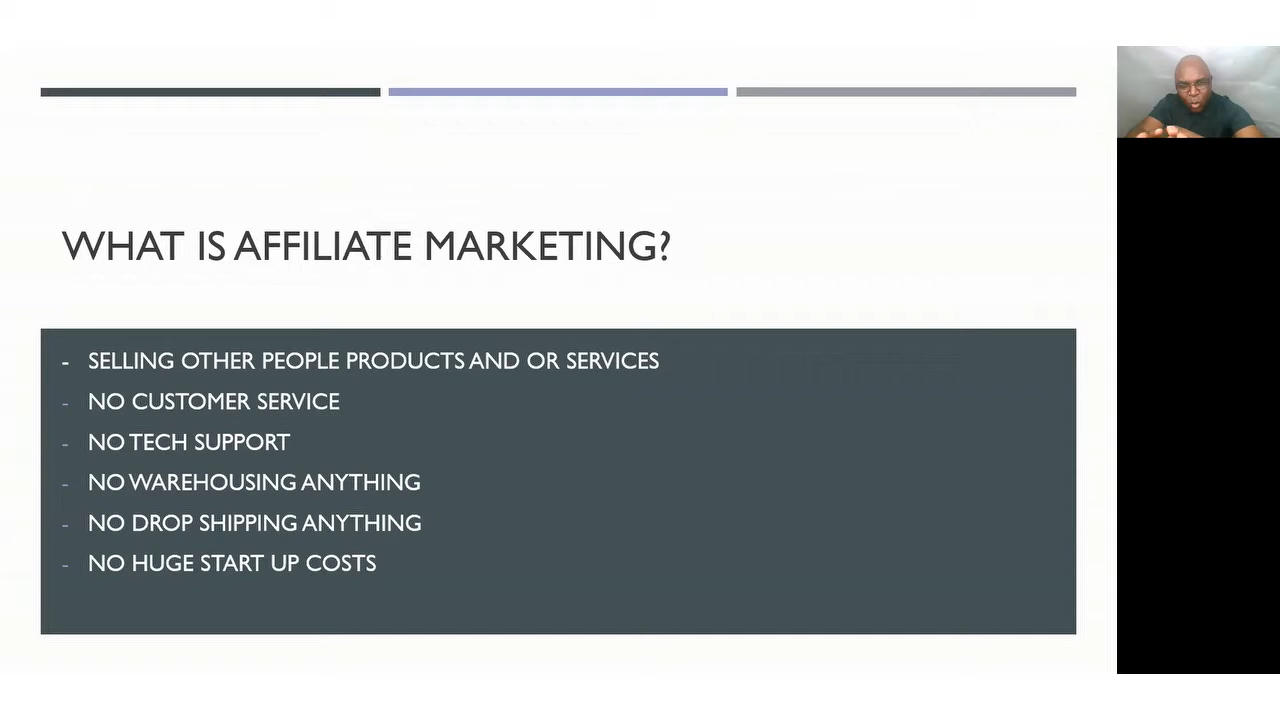 WHAT IS AFFILIATE MARKETING?
- SELLING OTHER PEOPLE PRODUCTS AND OR SERVICES
- NO CUSTOMER SERVICE
- NO TECH SUPPORT
- NO WAREHOUSING ANYTHING
- NO DROP SHIPPING ANYTHING
- NO HUGE START UP COSTS